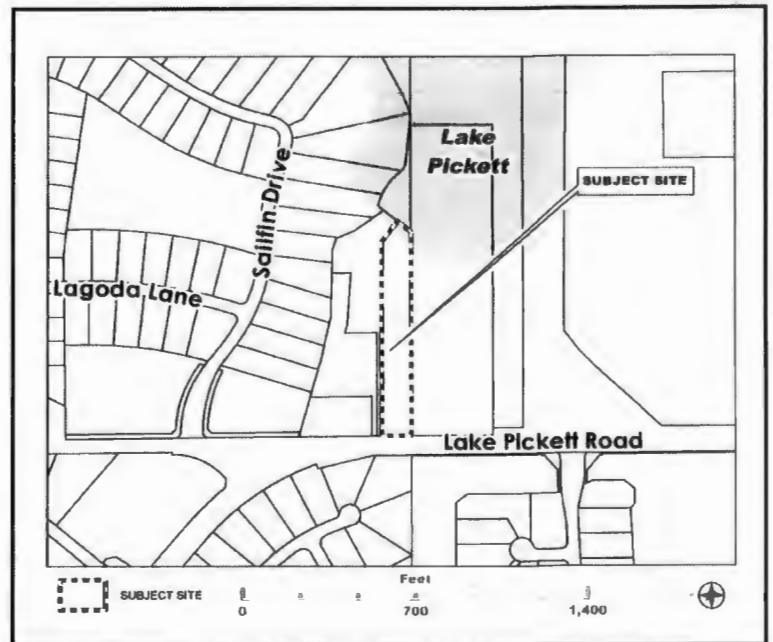 Lake
Pickett
SUBJECT SITE
Sailfin Drive
Lagoda Lane
Lake Pickett Road
SUBJECT SITE
Feet
0 700 1,400